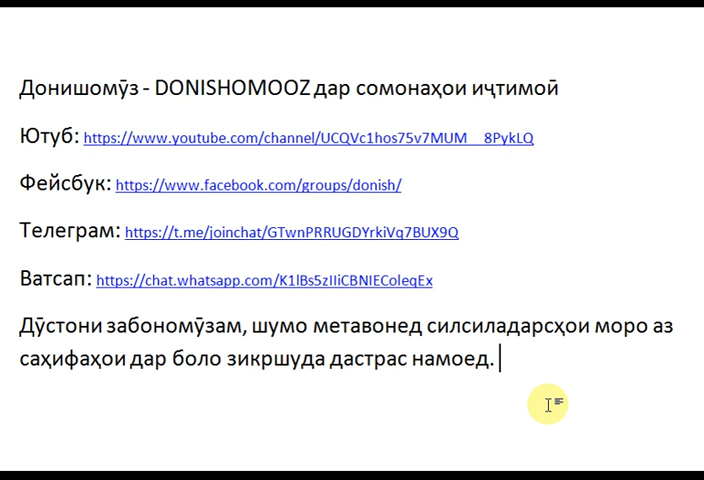 Донишомӯз - DONISHOMOOZ дар сомонаҳои иҷтимоӣ
Ютуб: https://www.youtube.com/channel/UCQVc1hos75v7MUM__8PykLQ
Фейсбук: https://www.facebook.com/groups/donish/
Телеграм: https://t.me/joinchat/GTwnPRRUGDYrkiVq7BUX9Q
Ватсап: https://chat.whatsapp.com/K1lBs5zIIiCBNIEColeqEx
Дӯстони забономӯзам, шумо метавонед силсиладарсҳои моро аз
саҳифаҳои дар боло зикршуда дастрас намоед.